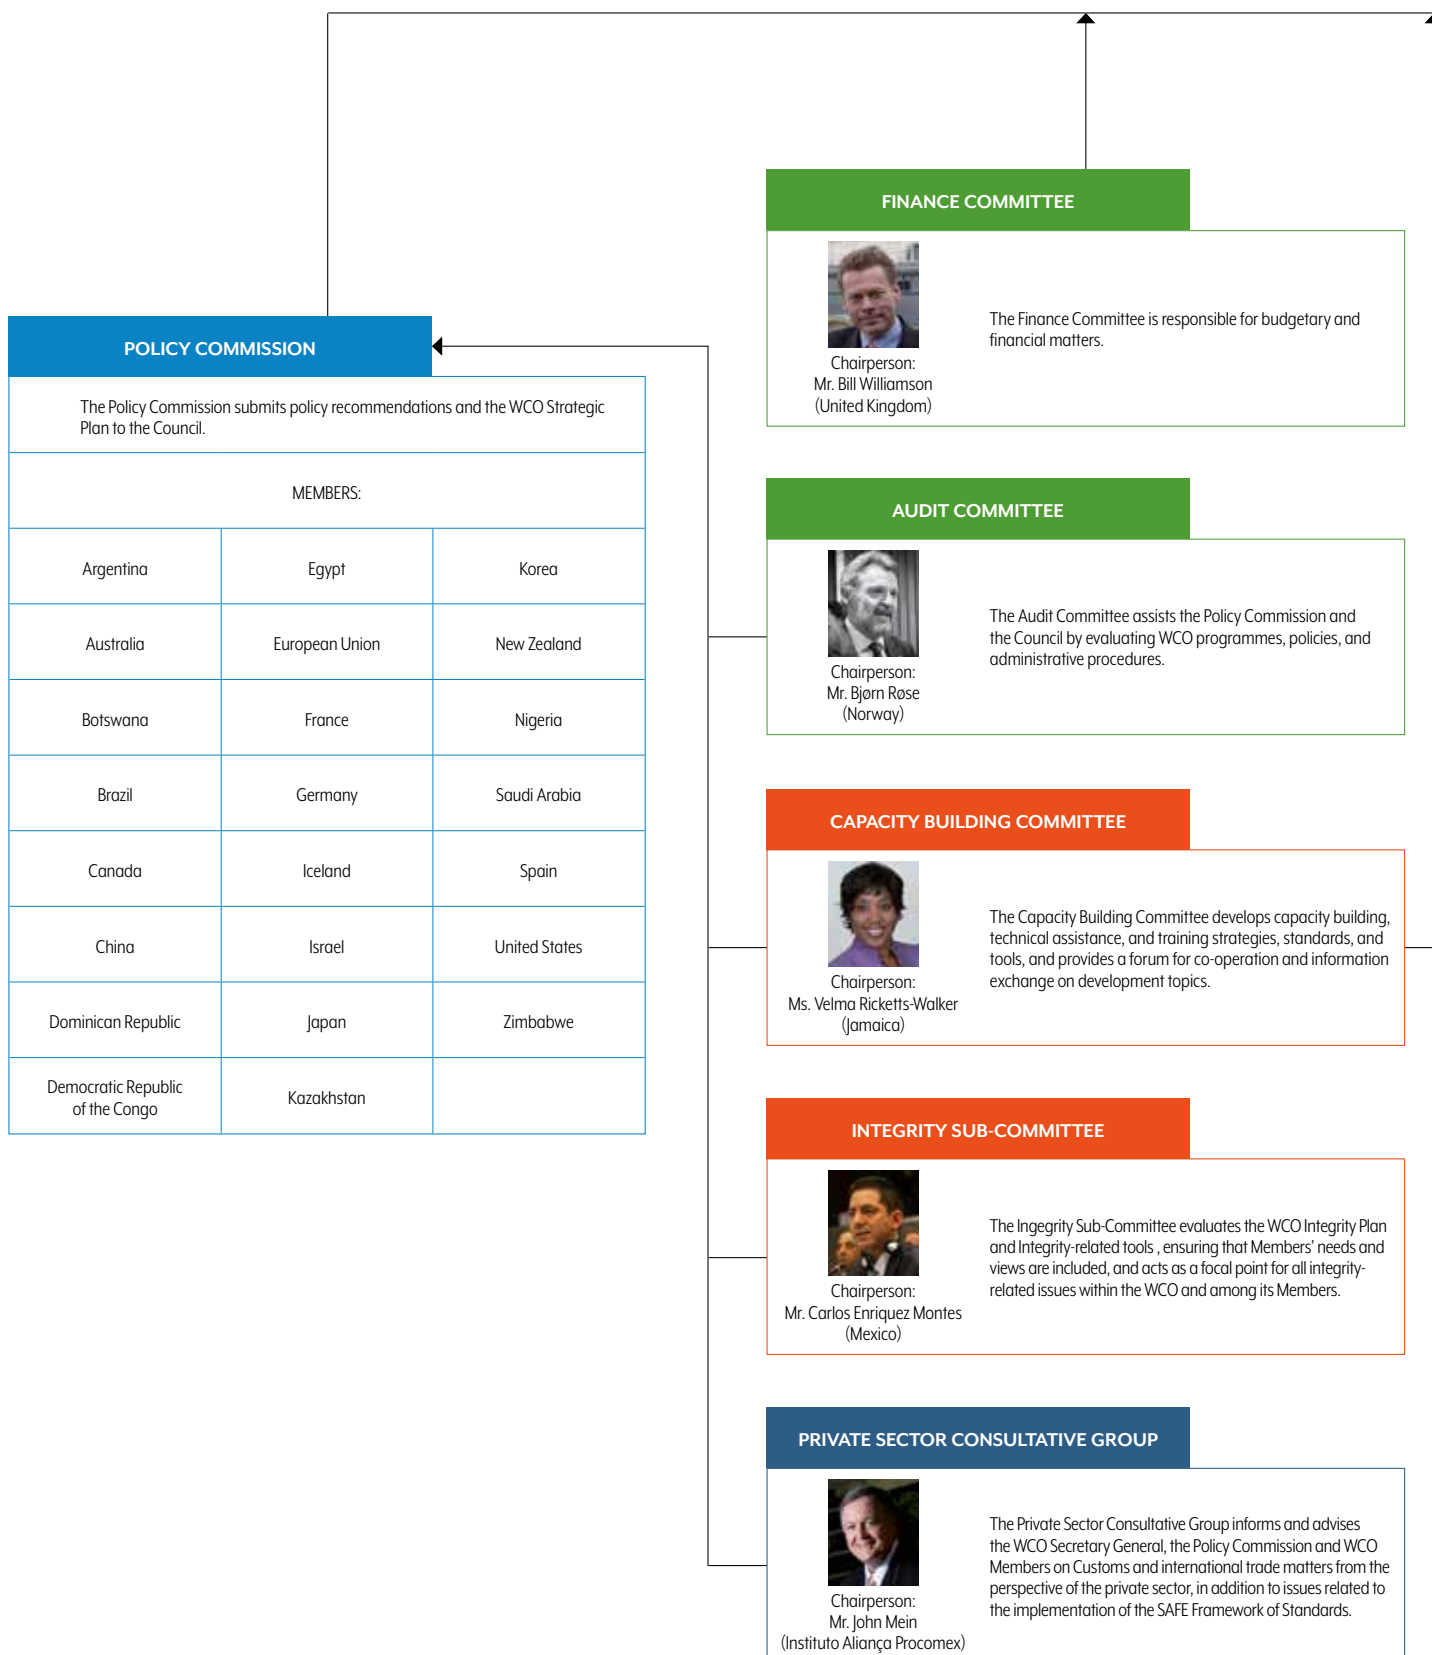 FINANCE COMMITTEE
Chairperson:
Mr. Bill Williamson
(United Kingdom)
The Finance Committee is responsible for budgetary and
financial matters.
POLICY COMMISSION
The Policy Commission submits policy recommendations and the WCO Strategic
Plan to the Council.
MEMBERS:
Argentina
Egypt
Korea
Australia
European Union
New Zealand
Botswana
France
Nigeria
Brazil
Germany
Saudi Arabia
Canada
Iceland
Spain
China
Israel
United States
Dominican Republic
Japan
Zimbabwe
Democratic Republic
of the Congo
Kazakhstan
AUDIT COMMITTEE
Chairperson:
Mr. Bjørn Røse
(Norway)
The Audit Committee assists the Policy Commission and
the Council by evaluating WCO programmes, policies, and
administrative procedures.
CAPACITY BUILDING COMMITTEE
Chairperson:
Ms. Velma Ricketts-Walker
(Jamaica)
The Capacity Building Committee develops capacity building,
technical assistance, and training strategies, standards, and
tools, and provides a forum for co-operation and information
exchange on development topics.
INTEGRITY SUB-COMMITTEE
Chairperson:
Mr. Carlos Enriquez Montes
(Mexico)
The Ingegrity Sub-Committee evaluates the WCO Integrity Plan
and Integrity-related tools , ensuring that Members' needs and
views are included, and acts as a focal point for all integrity-
related issues within the WCO and among its Members.
PRIVATE SECTOR CONSULTATIVE GROUP
Chairperson:
Mr. John Mein
(Instituto Aliança Procomex)
The Private Sector Consultative Group informs and advises
the WCO Secretary General, the Policy Commission and WCO
Members on Customs and international trade matters from the
perspective of the private sector, in addition to issues related to
the implementation of the SAFE Framework of Standards.